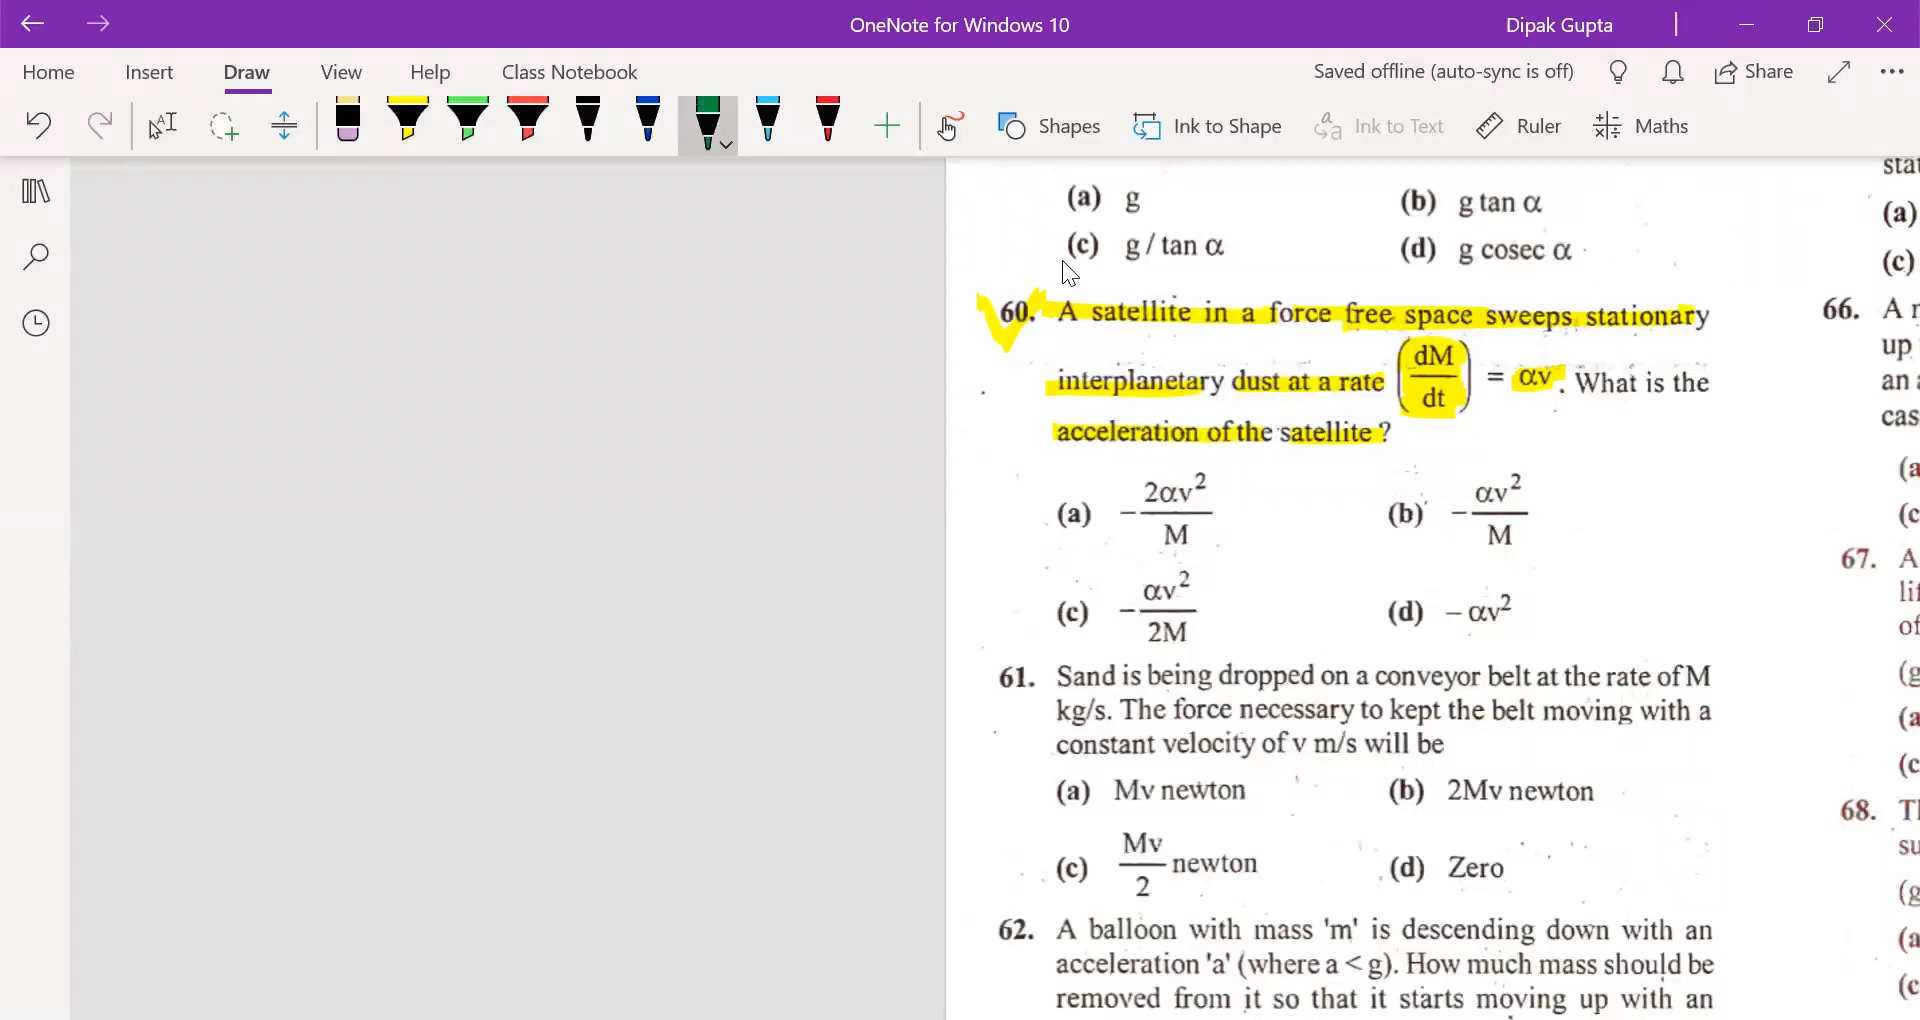 OneNote for Windows 10
Dipak Gupta
Home Insert Draw View Help Class Notebook
Saved offline (auto-sync is off)
Share
Shapes
Ink to Shape
Ink to Text
Ruler
Maths
(a) g (b) g tan α
(c) g / tan α (d) g cosec α
60. A satellite in a force free space sweeps stationary
interplanetary dust at a rate (dM/dt) = αv. What is the
acceleration of the satellite ?
(a) −2αv²/M (b) −αv²/M
(c) −αv²/2M (d) −αv²
61. Sand is being dropped on a conveyor belt at the rate of M
kg/s. The force necessary to kept the belt moving with a
constant velocity of v m/s will be
(a) Mv newton (b) 2Mv newton
(c) Mv/2 newton (d) Zero
62. A balloon with mass 'm' is descending down with an
acceleration 'a' (where a < g). How much mass should be
removed from it so that it starts moving up with an
(a)
(c)
66. A
up
an
67. A
of
68.